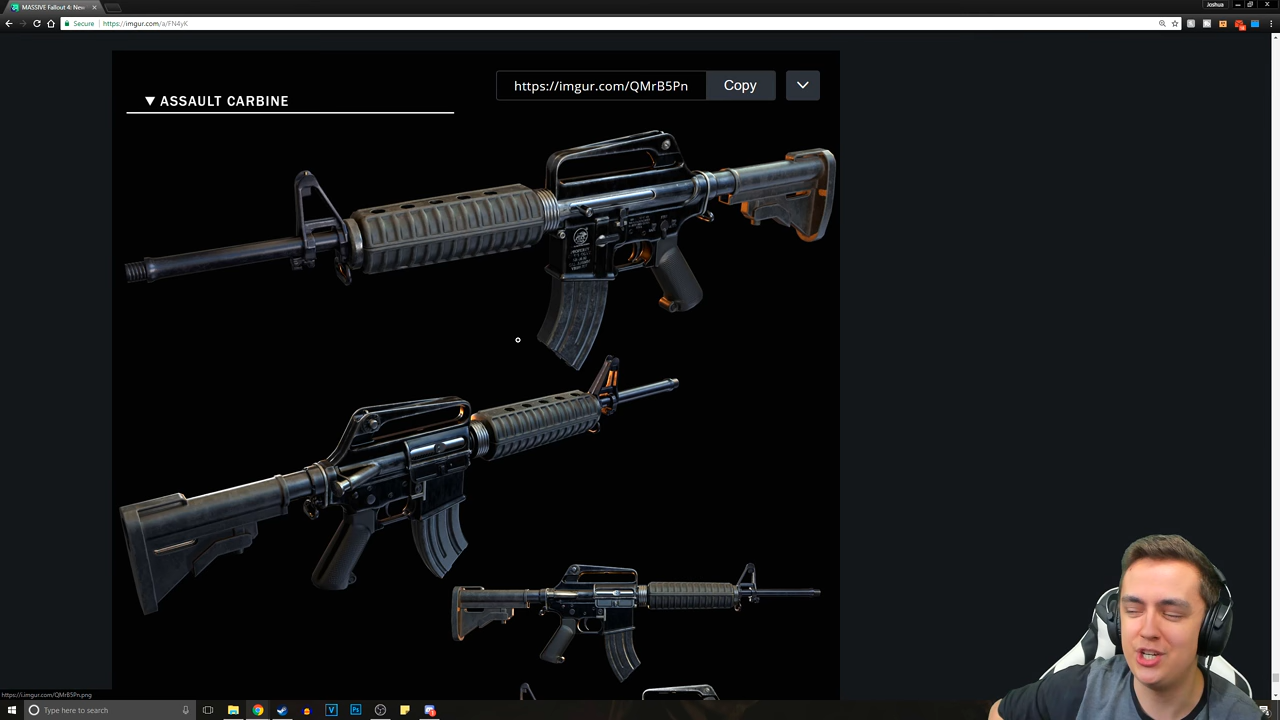 MASSIVE Fallout 4: New
Joshua
Secure
https://imgur.com/a/FN4yK
▼ ASSAULT CARBINE
https://imgur.com/QMrB5Pn
Copy
PROPERTY
https://i.imgur.com/QMrB5Pn.png
Type here to search